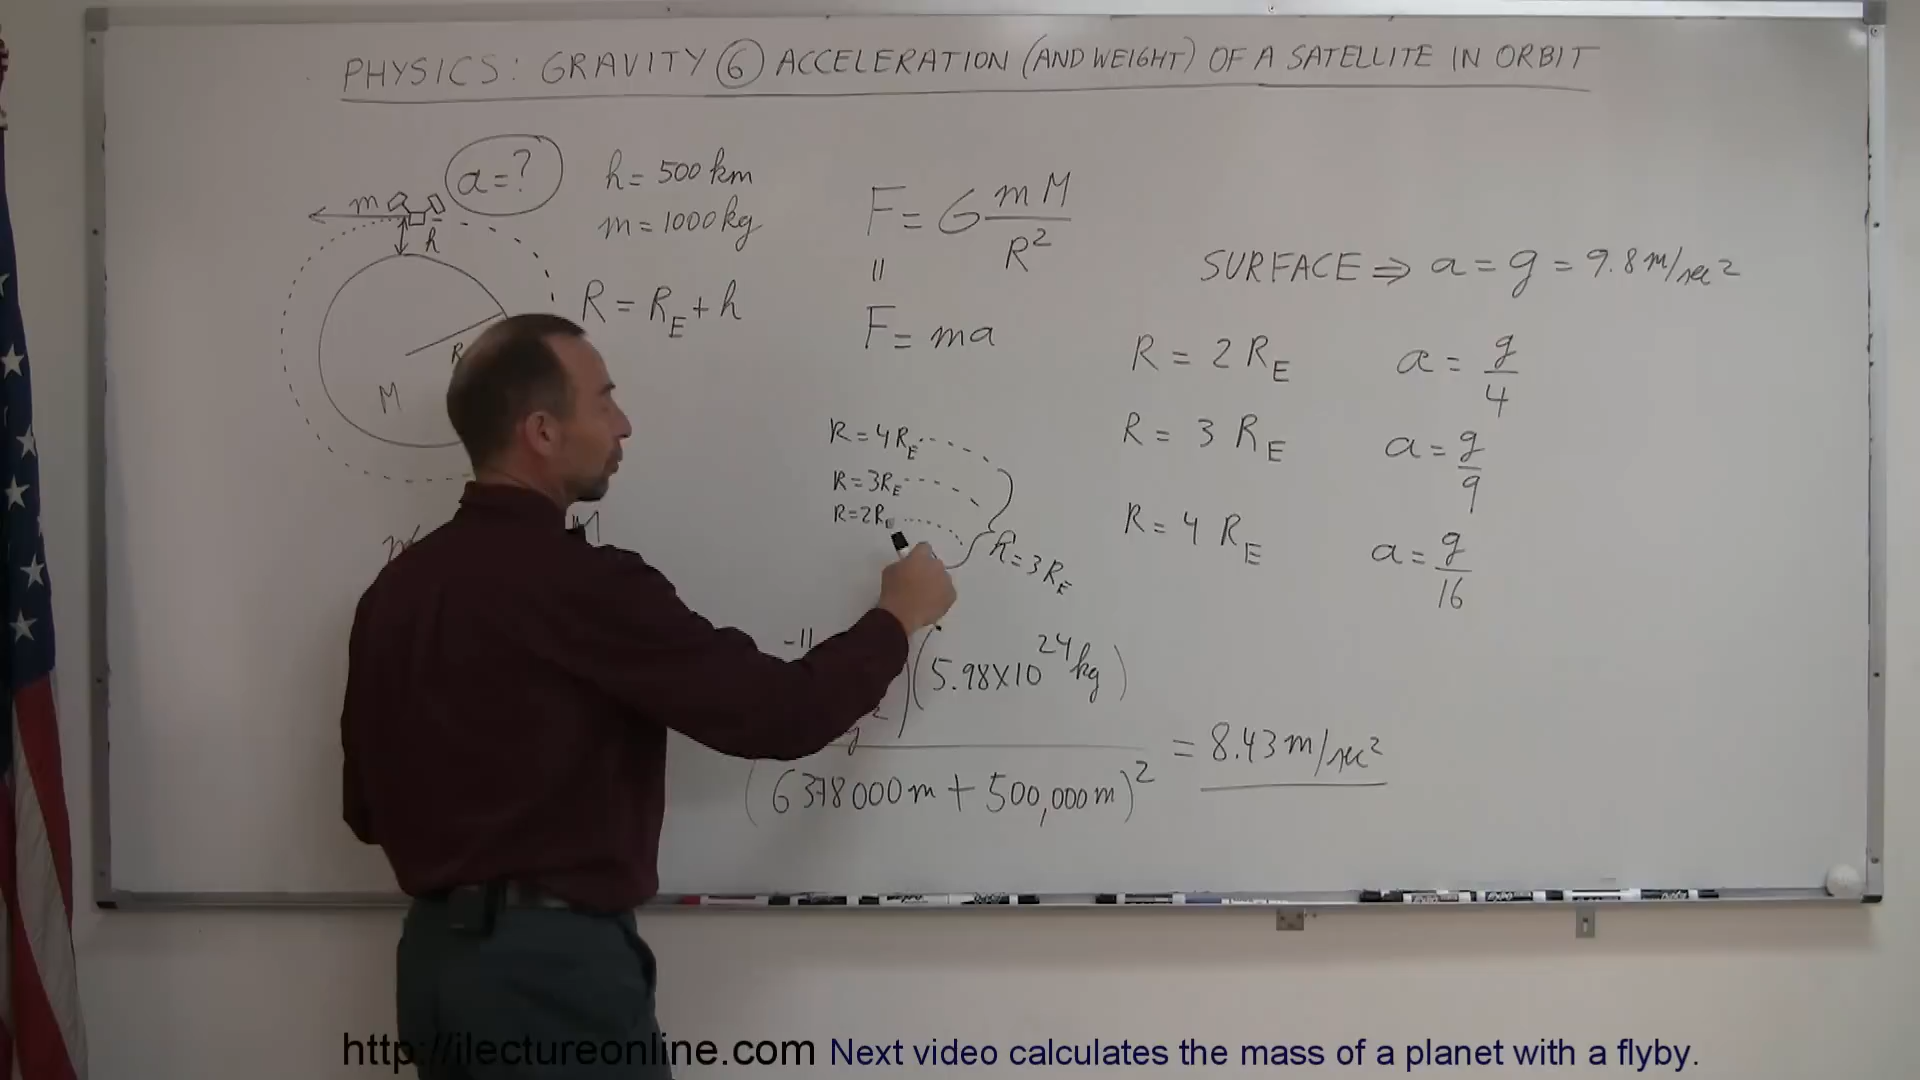 PHYSICS: GRAVITY ⑥ ACCELERATION (AND WEIGHT) OF A SATELLITE IN ORBIT
a = ?
m
h
R
M
h = 500 km
m = 1000 kg
R = R_E + h
F = G mM/R²
=
F = ma
SURFACE ⇒ a = g = 9.8 m/sec²
R = 2 R_E a = g/4
R = 3 R_E a = g/9
R = 4 R_E a = g/16
R = 4R_E
R = 3R_E
R = 2R_E
R = 3R_E
M
-11
)(5.98X10²⁴ kg)
(6378000 m + 500,000 m)²
= 8.43 m/sec²
http://ilectureonline.com Next video calculates the mass of a planet with a flyby.